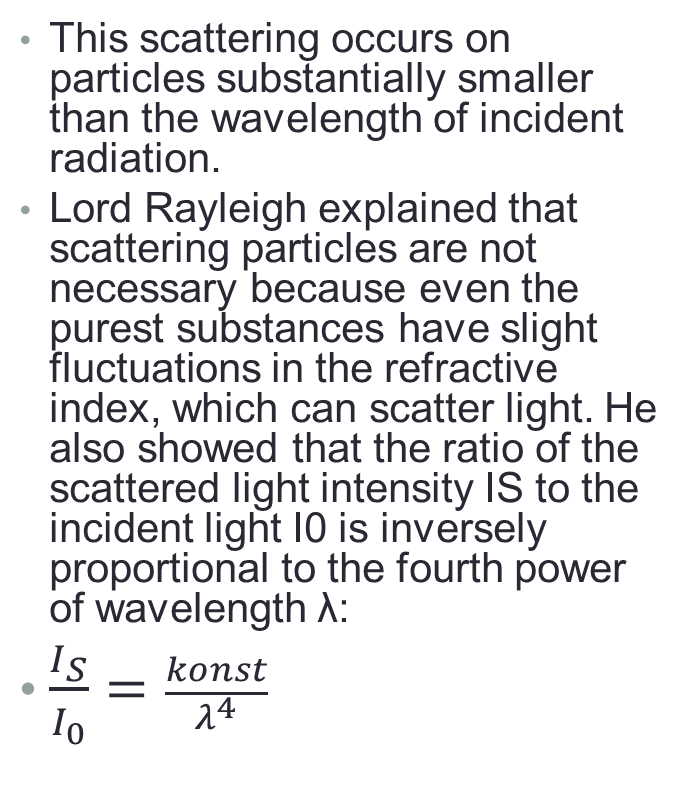 • This scattering occurs on
particles substantially smaller
than the wavelength of incident
radiation.
• Lord Rayleigh explained that
scattering particles are not
necessary because even the
purest substances have slight
fluctuations in the refractive
index, which can scatter light. He
also showed that the ratio of the
scattered light intensity IS to the
incident light I0 is inversely
proportional to the fourth power
of wavelength λ:
• I_S / I_0 = konst / λ^4